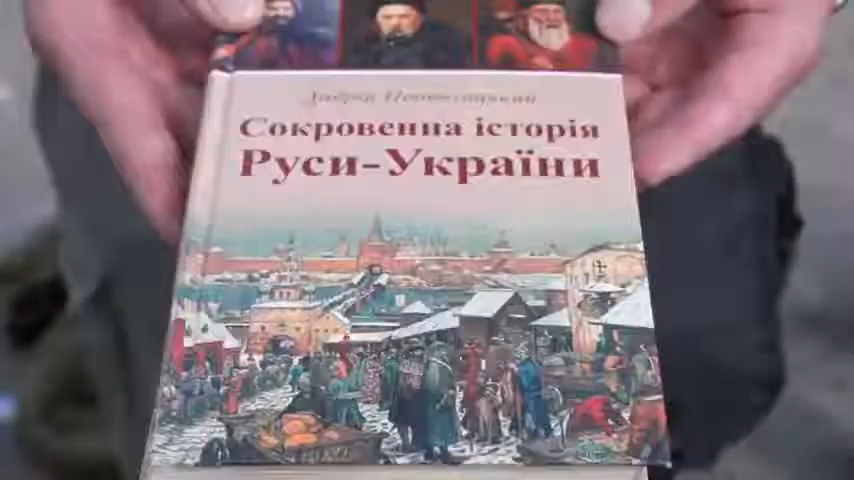 Сокровенна історія
Руси-України